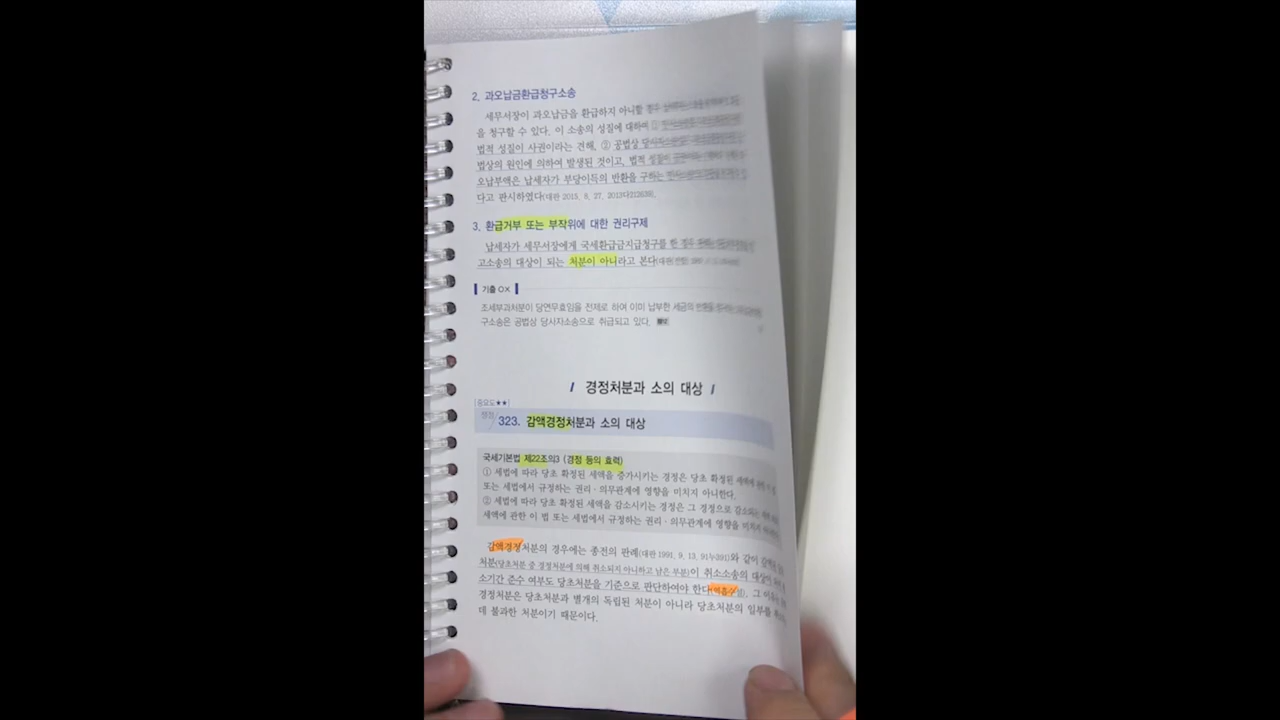 2. 과오납금환급청구소송
세무서장이 과오납금을 환급하지 아니할 경우
을 청구할 수 있다. 이 소송의 성질에 대하여 ①
법적 성질이 사권이라는 견해, ② 공법상 당사자소송
법상의 원인에 의하여 발생된 것이고, 법적 성질이
오납부액은 납세자가 부당이득의 반환을 구하는
다고 판시하였다(대판 2015. 8. 27. 2013다212639).
3. 환급거부 또는 부작위에 대한 권리구제
납세자가 세무서장에게 국세환급금지급청구를 한 경우
고소송의 대상이 되는 처분이 아니라고 본다
기출 OX
조세부과처분이 당연무효임을 전제로 하여 이미 납부한 세금의 반환을
구소송은 공법상 당사자소송으로 취급되고 있다.
경정처분과 소의 대상
중요도★★
쟁점 323. 감액경정처분과 소의 대상
국세기본법 제22조의3 (경정 등의 효력)
① 세법에 따라 당초 확정된 세액을 증가시키는 경정은 당초 확정된 세액에 관한
또는 세법에서 규정하는 권리·의무관계에 영향을 미치지 아니한다.
② 세법에 따라 당초 확정된 세액을 감소시키는 경정은 그 경정으로 감소되는
세액에 관한 이 법 또는 세법에서 규정하는 권리·의무관계에 영향을 미치지
감액경정처분의 경우에는 종전의 판례(대판 1991. 9. 13. 91누391)와 같이
처분(당초처분 중 경정처분에 의해 취소되지 아니하고 남은 부분)이 취소소송의 대상이
소기간 준수 여부도 당초처분을 기준으로 판단하여야 한다(역흡수설). 그
경정처분은 당초처분과 별개의 독립된 처분이 아니라 당초처분의 일부를
데 불과한 처분이기 때문이다.